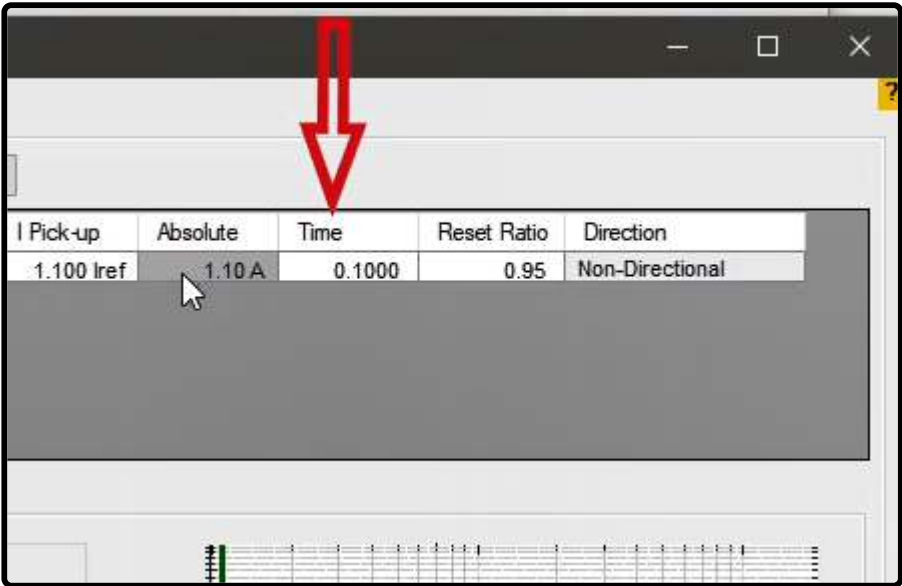 ?
I Pick-up Absolute Time Reset Ratio Direction
1.100 Iref 1.10 A 0.1000 0.95 Non-Directional